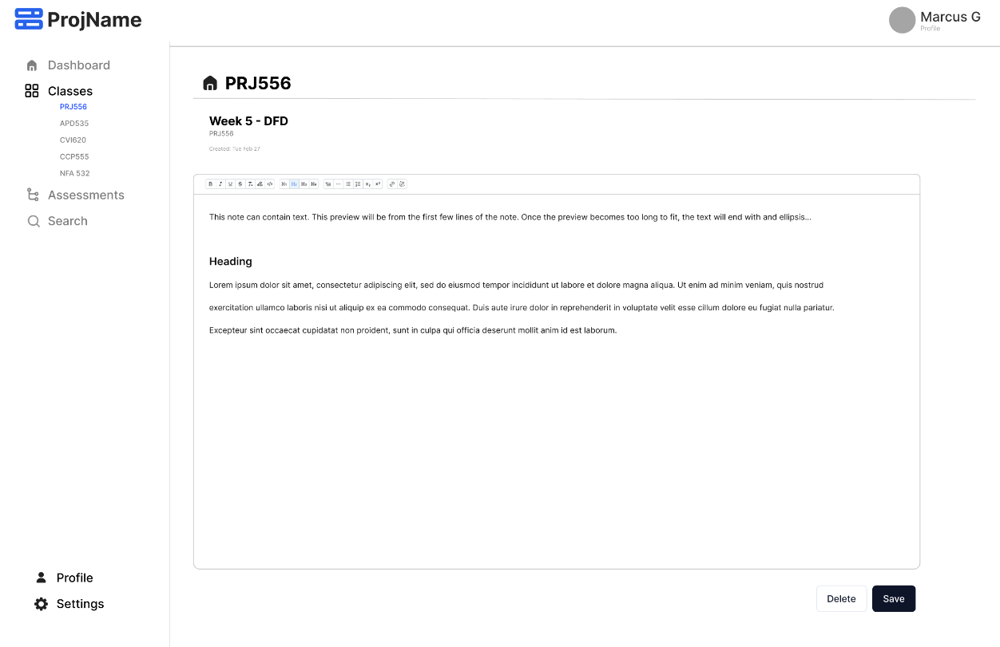 ProjName
Marcus G
Profile
Dashboard
Classes
PRJ556
APD535
CVI620
CCP555
NFA 532
Assessments
Search
Profile
Settings
PRJ556
Week 5 - DFD
PRJ556
Created: Tue Feb 27
B I U S H₁ H₂ H₃ H₄ x₂ x²
This note can contain text. This preview will be from the first few lines of the note. Once the preview becomes too long to fit, the text will end with and ellipsis...
Heading
Lorem ipsum dolor sit amet, consectetur adipiscing elit, sed do eiusmod tempor incididunt ut labore et dolore magna aliqua. Ut enim ad minim veniam, quis nostrud
exercitation ullamco laboris nisi ut aliquip ex ea commodo consequat. Duis aute irure dolor in reprehenderit in voluptate velit esse cillum dolore eu fugiat nulla pariatur.
Excepteur sint occaecat cupidatat non proident, sunt in culpa qui officia deserunt mollit anim id est laborum.
Delete
Save